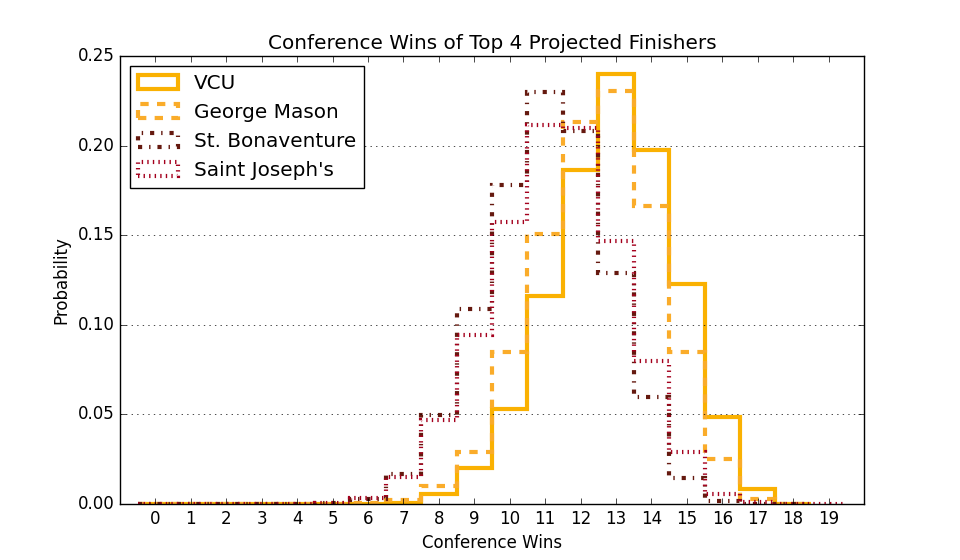 Conference Wins of Top 4 Projected Finishers
0.25
0.20
0.15
0.10
0.05
0.00
Probability
VCU
George Mason
St. Bonaventure
Saint Joseph's
0 1 2 3 4 5 6 7 8 9 10 11 12 13 14 15 16 17 18 19
Conference Wins